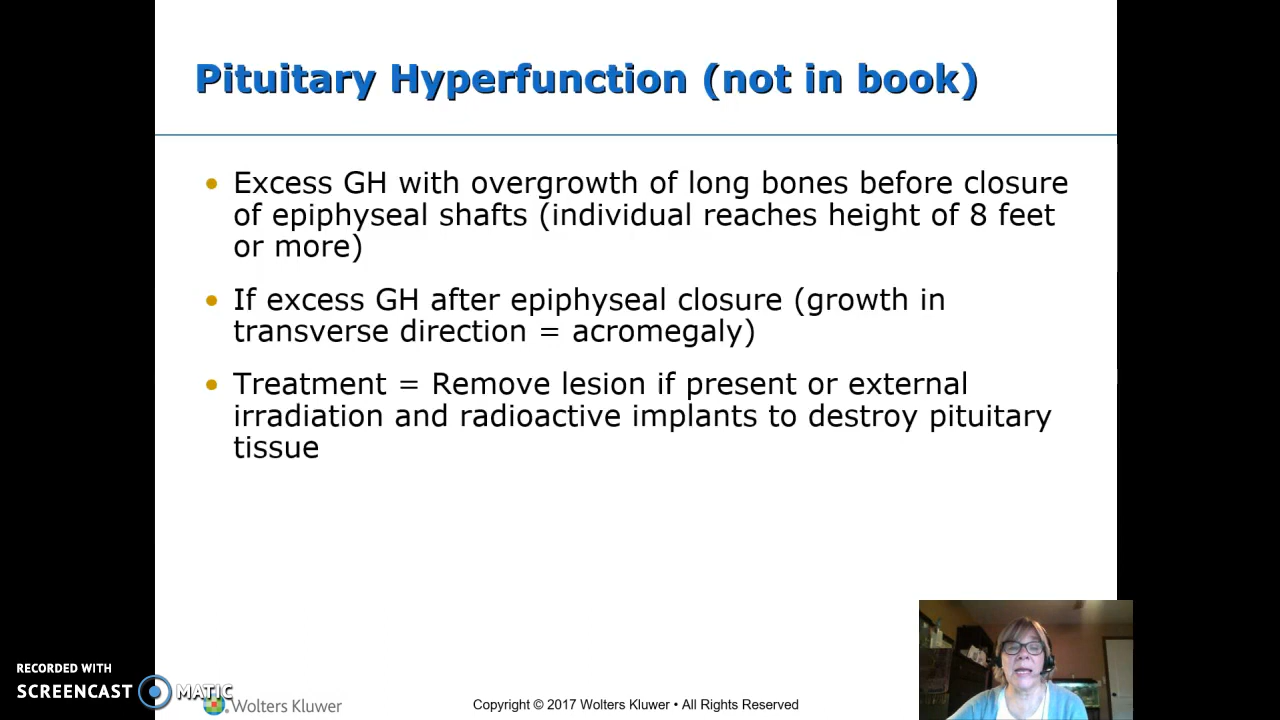 Pituitary Hyperfunction (not in book)
• Excess GH with overgrowth of long bones before closure
of epiphyseal shafts (individual reaches height of 8 feet
or more)
• If excess GH after epiphyseal closure (growth in
transverse direction = acromegaly)
• Treatment = Remove lesion if present or external
irradiation and radioactive implants to destroy pituitary
tissue
RECORDED WITH
SCREENCAST MATIC
Wolters Kluwer
Copyright © 2017 Wolters Kluwer • All Rights Reserved